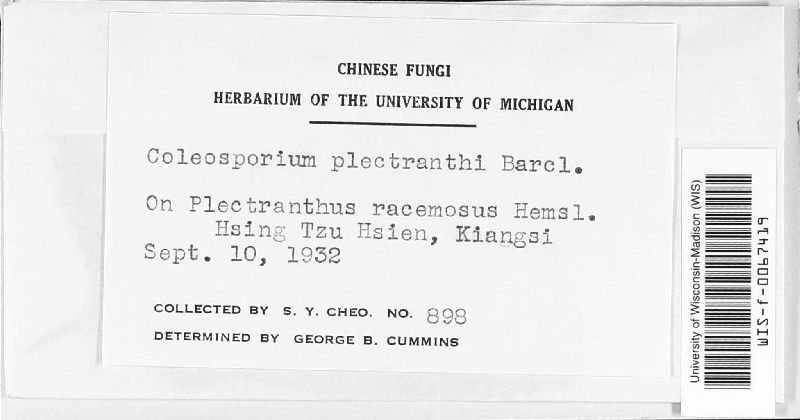 CHINESE FUNGI
HERBARIUM OF THE UNIVERSITY OF MICHIGAN
Coleosporium plectranthi Barcl.
On Plectranthus racemosus Hemsl.
Hsing Tzu Hsien, Kiangsi
Sept. 10, 1932
COLLECTED BY S. Y. CHEO. NO. 898
DETERMINED BY GEORGE B. CUMMINS
University of Wisconsin-Madison (WIS)
WIS-f-0067419